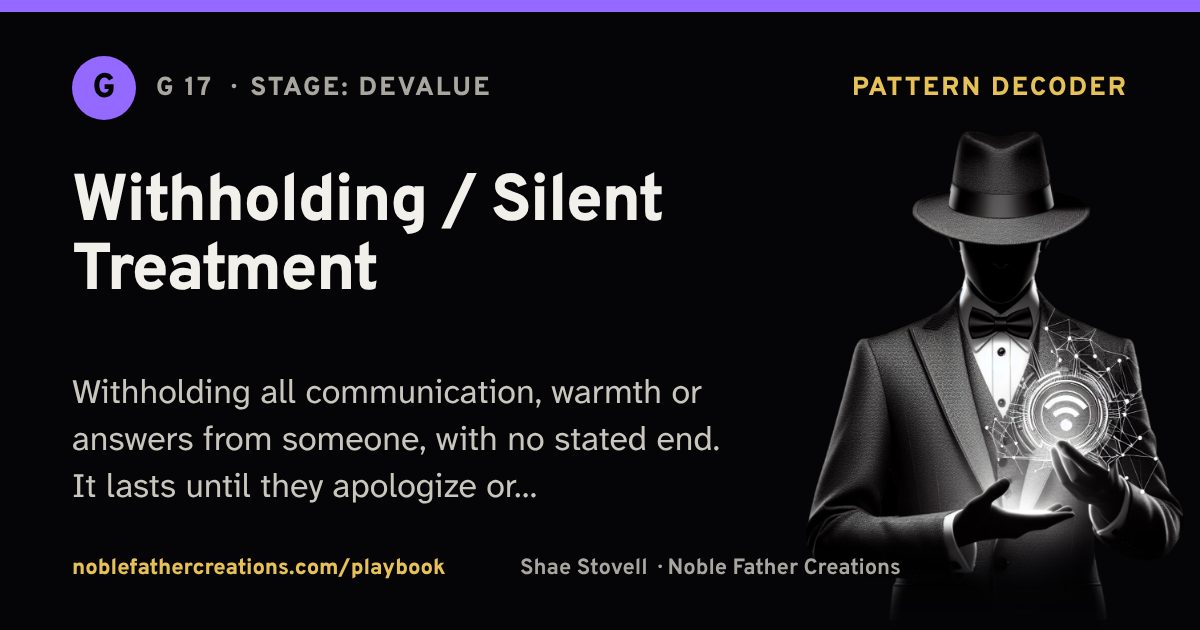 G
G 17 · STAGE: DEVALUE
PATTERN DECODER
Withholding / Silent
Treatment
Withholding all communication, warmth or
answers from someone, with no stated end.
It lasts until they apologize or...
noblefathercreations.com/playbook
Shae Stovell · Noble Father Creations